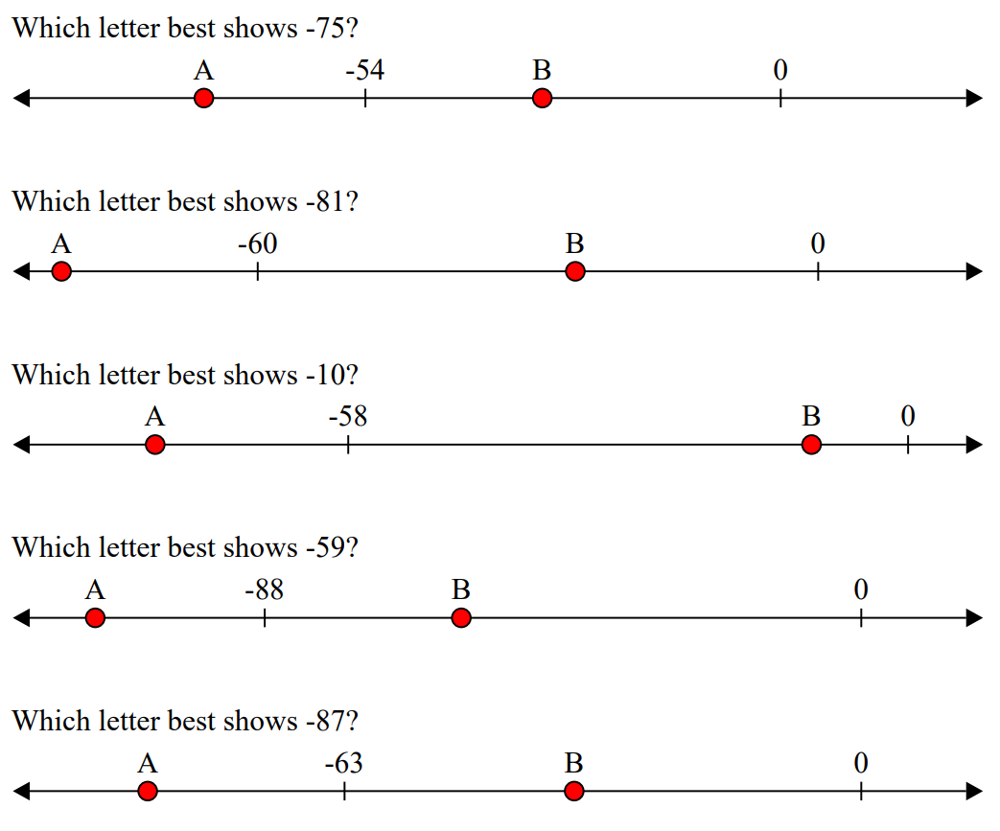 Which letter best shows -75?
A -54 B 0
Which letter best shows -81?
A -60 B 0
Which letter best shows -10?
A -58 B 0
Which letter best shows -59?
A -88 B 0
Which letter best shows -87?
A -63 B 0